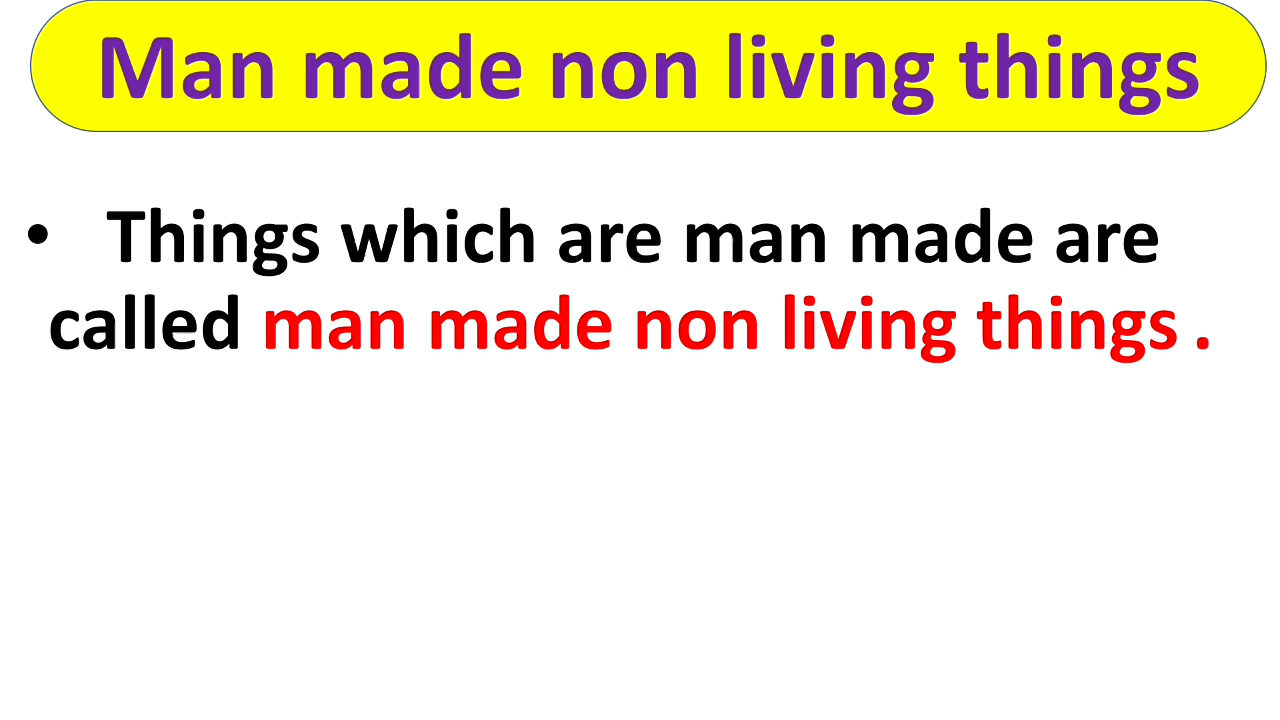 Man made non living things
• Things which are man made are
called man made non living things .